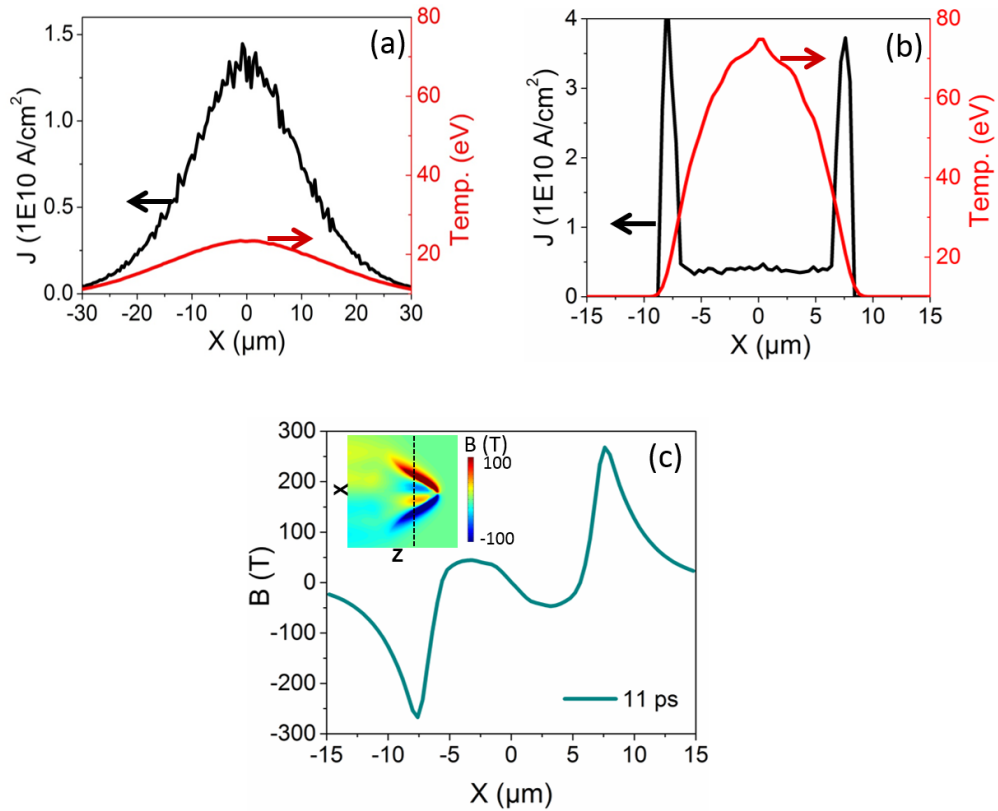 (a)
J (1E10 A/cm²)
1.5
1.0
0.5
0.0
-30 -20 -10 0 10 20 30
X (µm)
80
60
40
20
Temp. (eV)
(b)
J (1E10 A/cm²)
4
3
2
1
0
-15 -10 -5 0 5 10 15
X (µm)
80
60
40
20
Temp. (eV)
(c)
B (T)
300
200
100
0
-100
-200
-300
-15 -10 -5 0 5 10 15
X (µm)
X
Z
B (T)
100
-100
11 ps